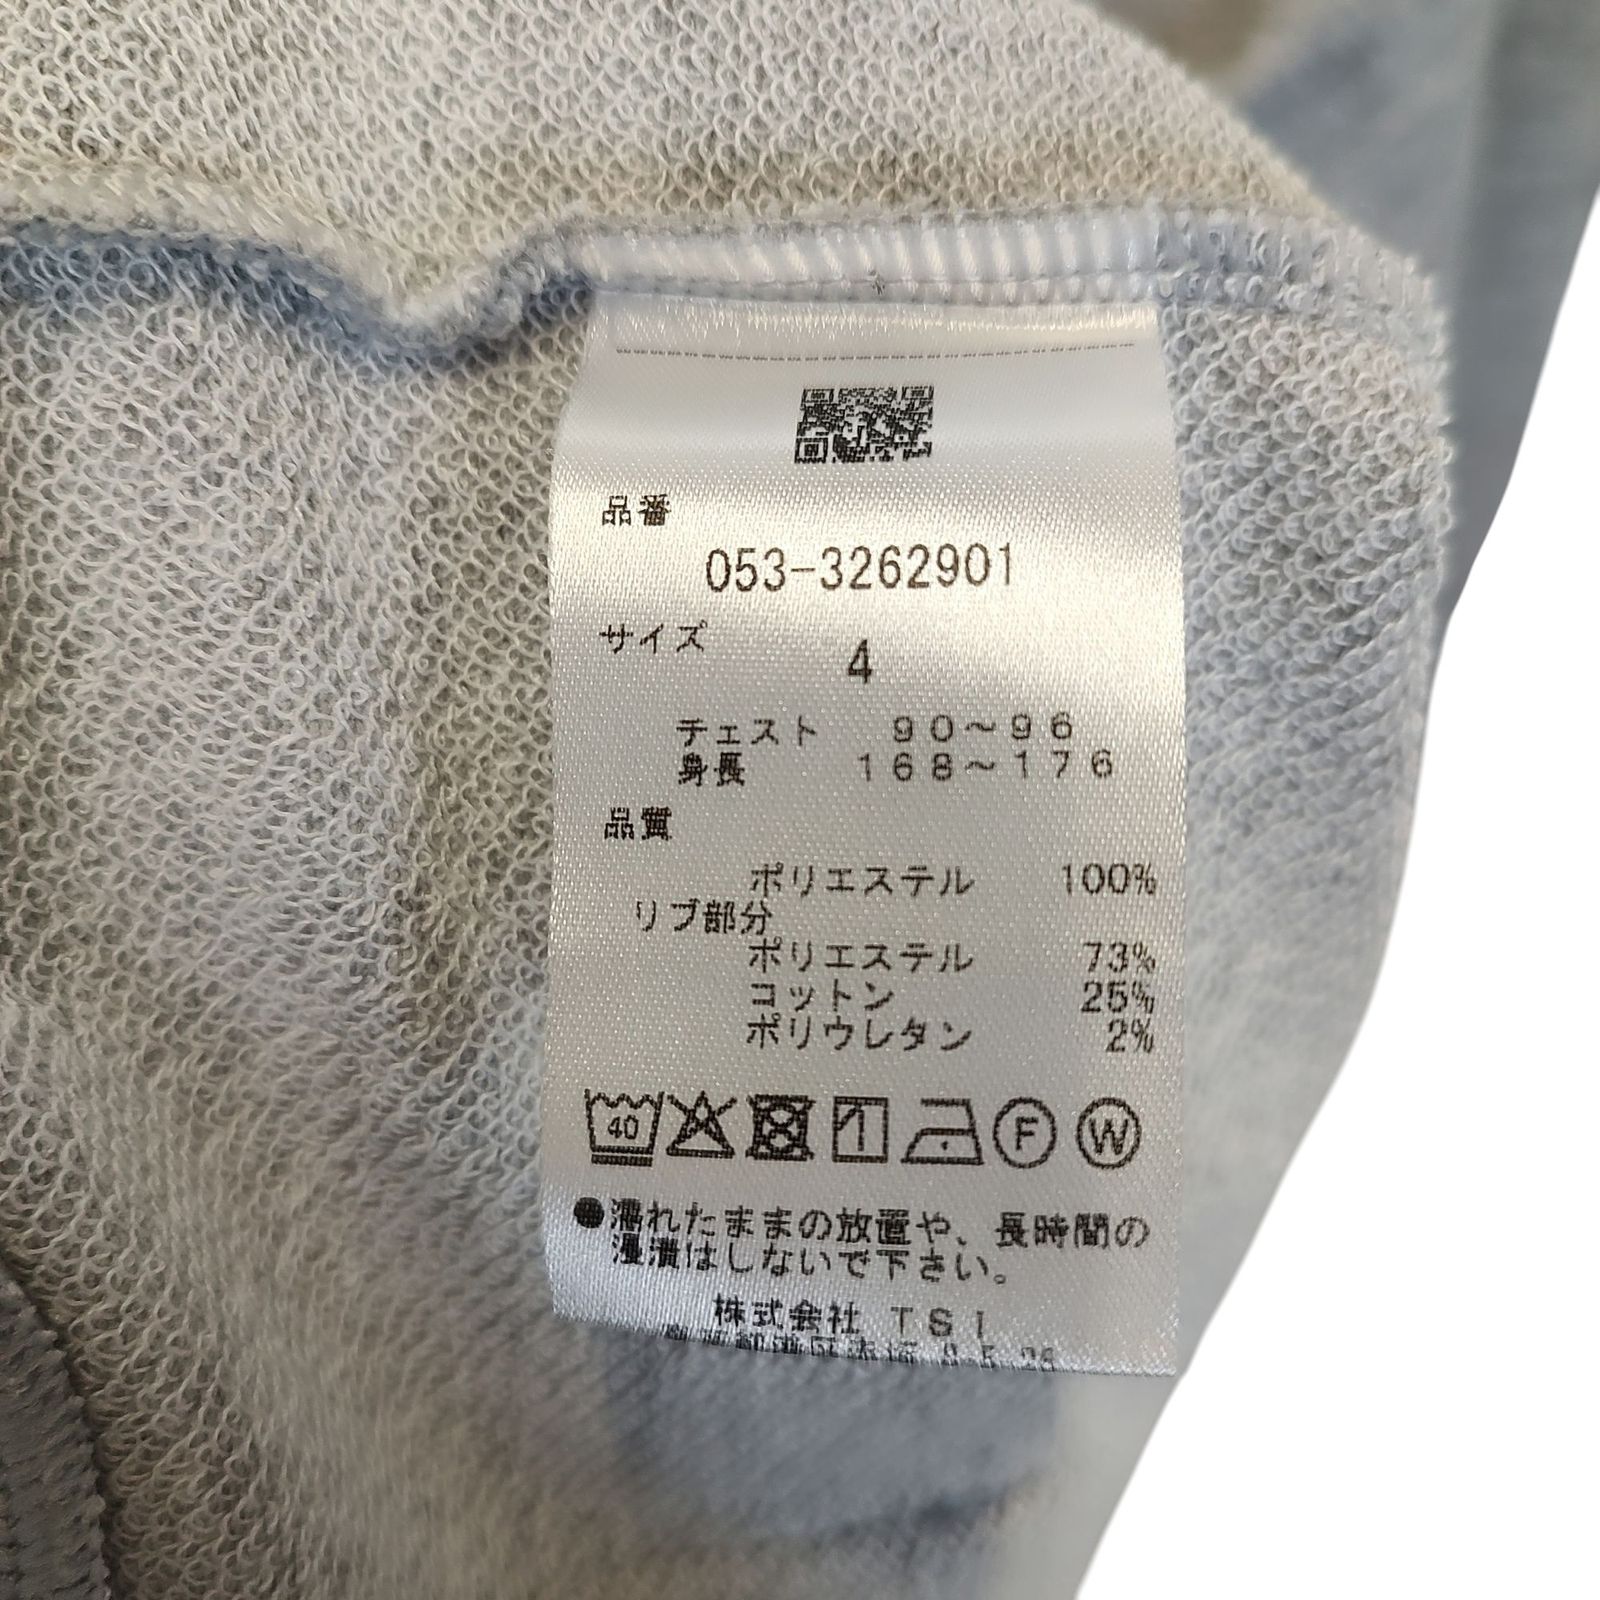 品番
053-3262901
サイズ 4
チェスト 90~96
身長 168~176
品質
ポリエステル 100%
リブ部分
ポリエステル 73%
コットン 25%
ポリウレタン 2%
40 F W
●濡れたままの放置や、長時間の
浸漬はしないで下さい。
株式会社 TSI